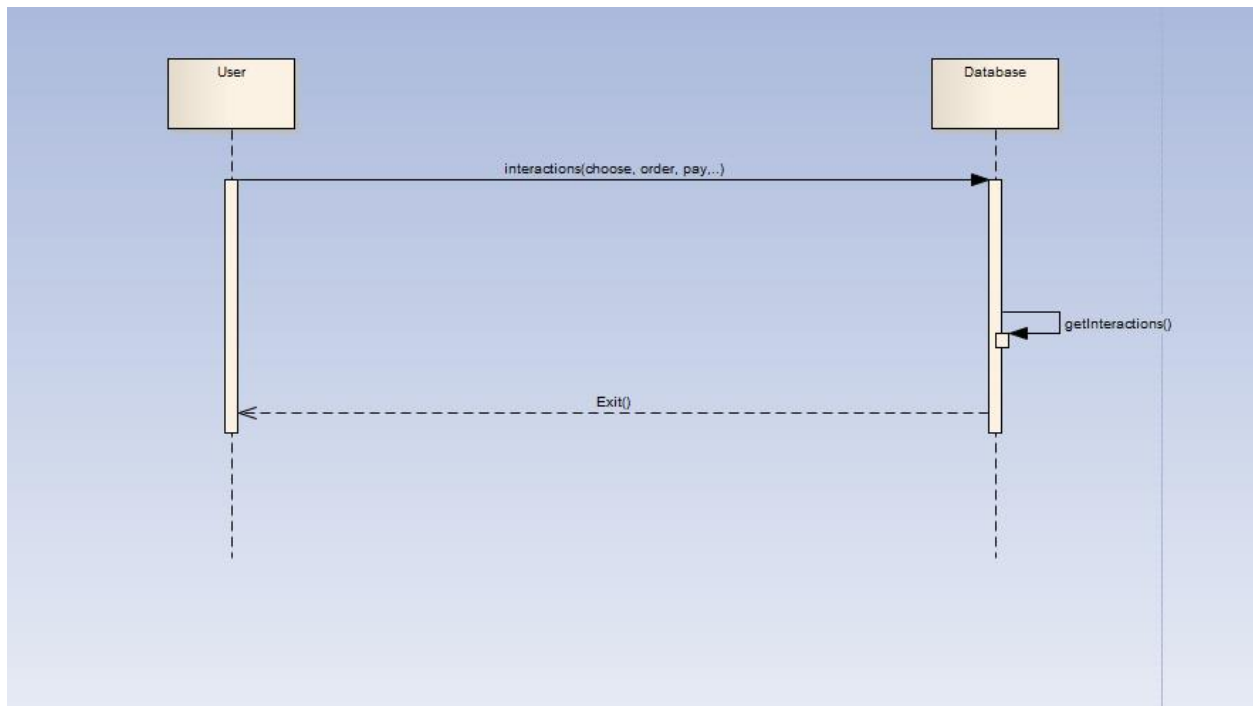 User
Database
interactions(choose, order, pay,..)
getInteractions()
Exit()